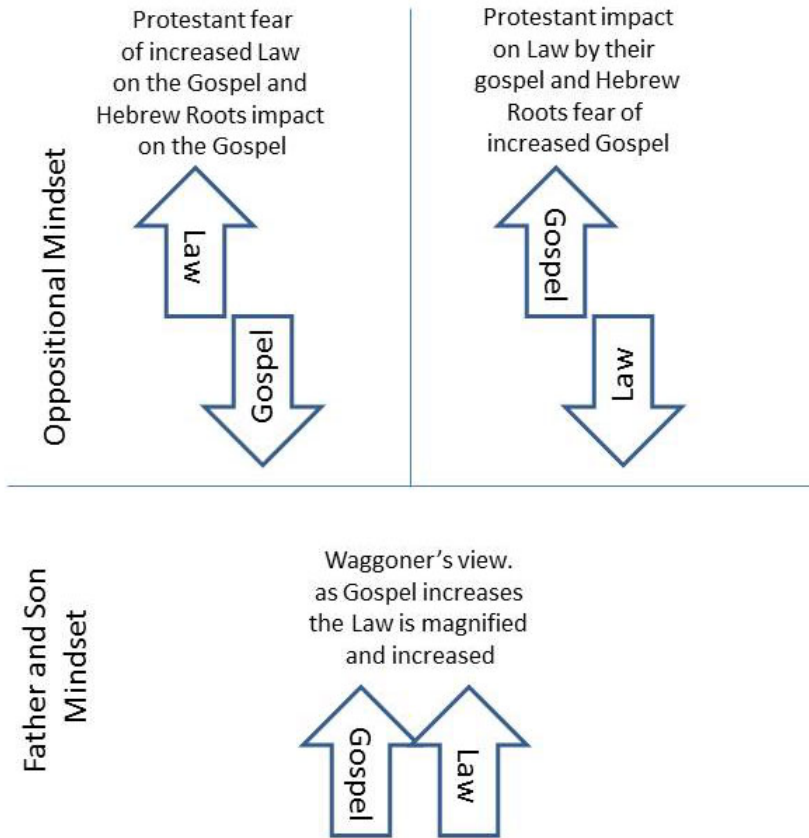 Oppositional Mindset
Protestant fear
of increased Law
on the Gospel and
Hebrew Roots impact
on the Gospel
Law
Gospel
Protestant impact
on Law by their
gospel and Hebrew
Roots fear of
increased Gospel
Gospel
Law
Father and Son
Mindset
Waggoner’s view.
as Gospel increases
the Law is magnified
and increased
Gospel
Law